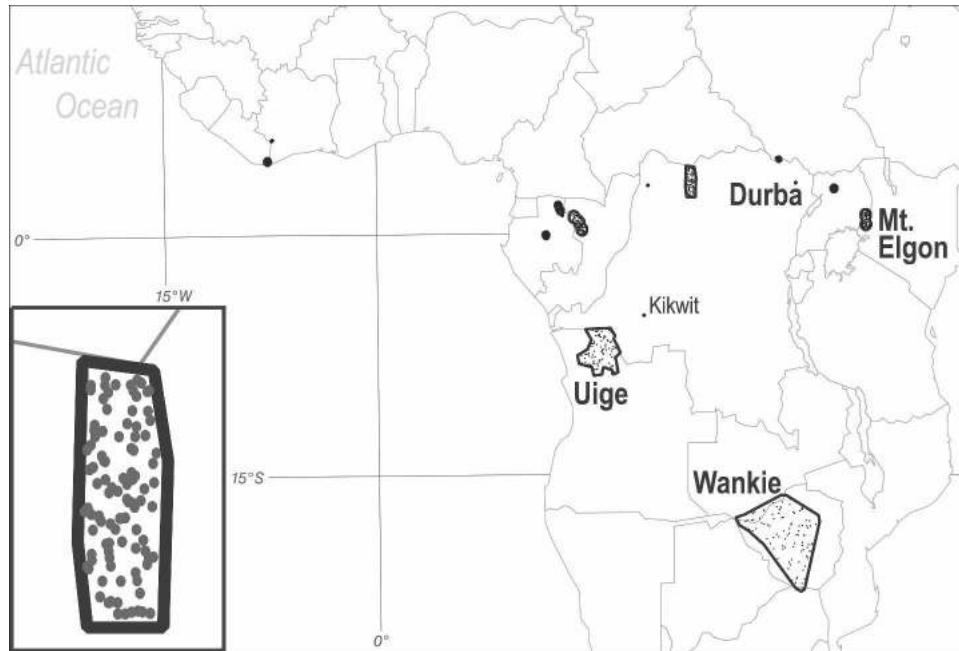 Atlantic
Ocean
Durba
Mt.
Elgon
0°
15°W
Kikwit
Uige
15°S
Wankie
0°